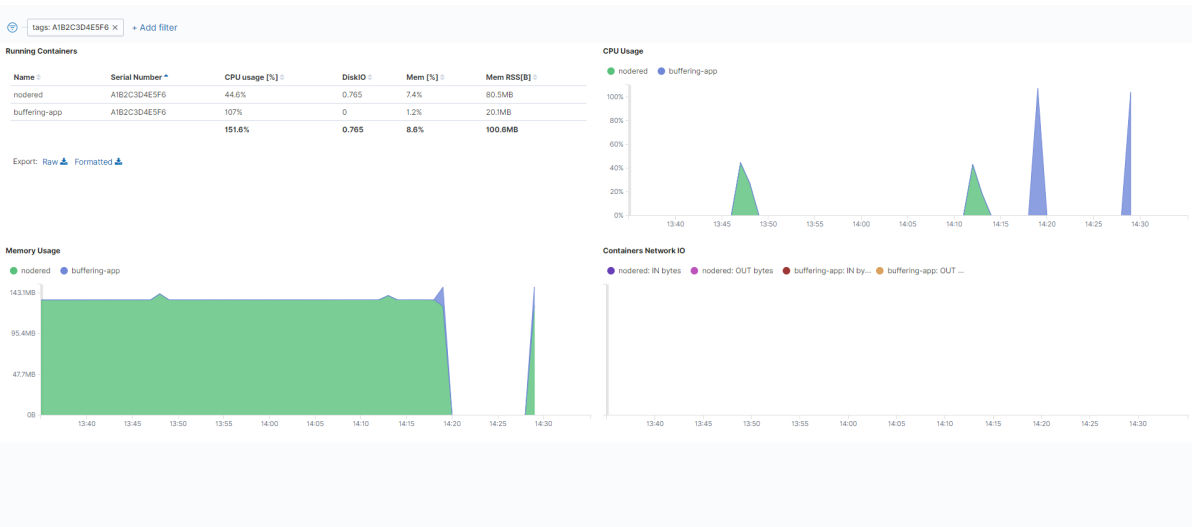 tags: A1B2C3D4E5F6 × + Add filter
Running Containers
Name Serial Number CPU usage [%] DiskIO Mem [%] Mem RSS[B]
nodered A1B2C3D4E5F6 44.6% 0.765 7.4% 80.5MB
buffering-app A1B2C3D4E5F6 107% 0 1.2% 20.1MB
151.6% 0.765 8.6% 100.6MB
Export: Raw Formatted
CPU Usage
nodered buffering-app
100%
80%
60%
40%
20%
0%
13:40 13:45 13:50 13:55 14:00 14:05 14:10 14:15 14:20 14:25 14:30
Memory Usage
nodered buffering-app
143.1MB
95.4MB
47.7MB
0B
13:40 13:45 13:50 13:55 14:00 14:05 14:10 14:15 14:20 14:25 14:30
Containers Network IO
nodered: IN bytes nodered: OUT bytes buffering-app: IN by... buffering-app: OUT ...
13:40 13:45 13:50 13:55 14:00 14:05 14:10 14:15 14:20 14:25 14:30